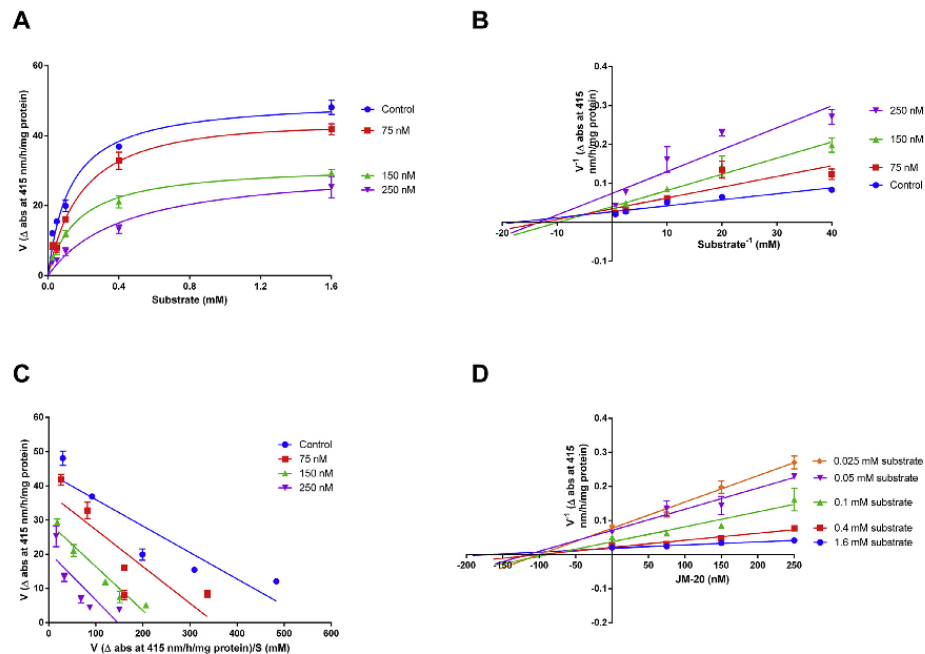 A
V (Δ abs at 415 nm/h/mg protein)
60
40
20
0
0.0
0.4
0.8
1.2
1.6
Substrate (mM)
Control
75 nM
150 nM
250 nM
B
V⁻¹ (Δ abs at 415
nm/h/mg protein)
0.4
0.3
0.2
0.1
-0.1
-20
-10
0
10
20
30
40
Substrate⁻¹ (mM)
250 nM
150 nM
75 nM
Control
C
V (Δ abs at 415 nm/h/mg protein)
60
50
40
30
20
10
0
0
100
200
300
400
500
600
V (Δ abs at 415 nm/h/mg protein)/S (mM)
Control
75 nM
150 nM
250 nM
D
V⁻¹ (Δ abs at 415
nm/h/mg protein)
0.4
0.3
0.2
0.1
-0.1
-0.2
-200
-150
-100
-50
0
50
100
150
200
250
JM-20 (nM)
0.025 mM substrate
0.05 mM substrate
0.1 mM substrate
0.4 mM substrate
1.6 mM substrate